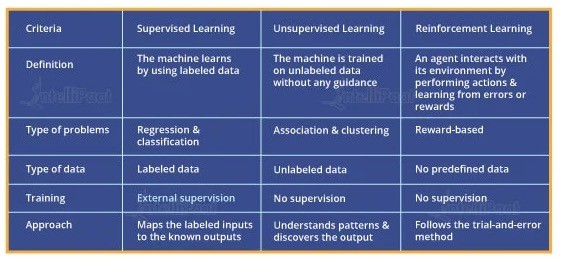 Criteria
Supervised Learning
Unsupervised Learning
Reinforcement Learning
Definition
The machine learns
by using labeled data
The machine is trained
on unlabeled data
without any guidance
An agent interacts with
its environment by
performing actions &
learning from errors or
rewards
Type of problems
Regression &
classification
Association & clustering
Reward-based
Type of data
Labeled data
Unlabeled data
No predefined data
Training
External supervision
No supervision
No supervision
Approach
Maps the labeled inputs
to the known outputs
Understands patterns &
discovers the output
Follows the trial-and-error
method